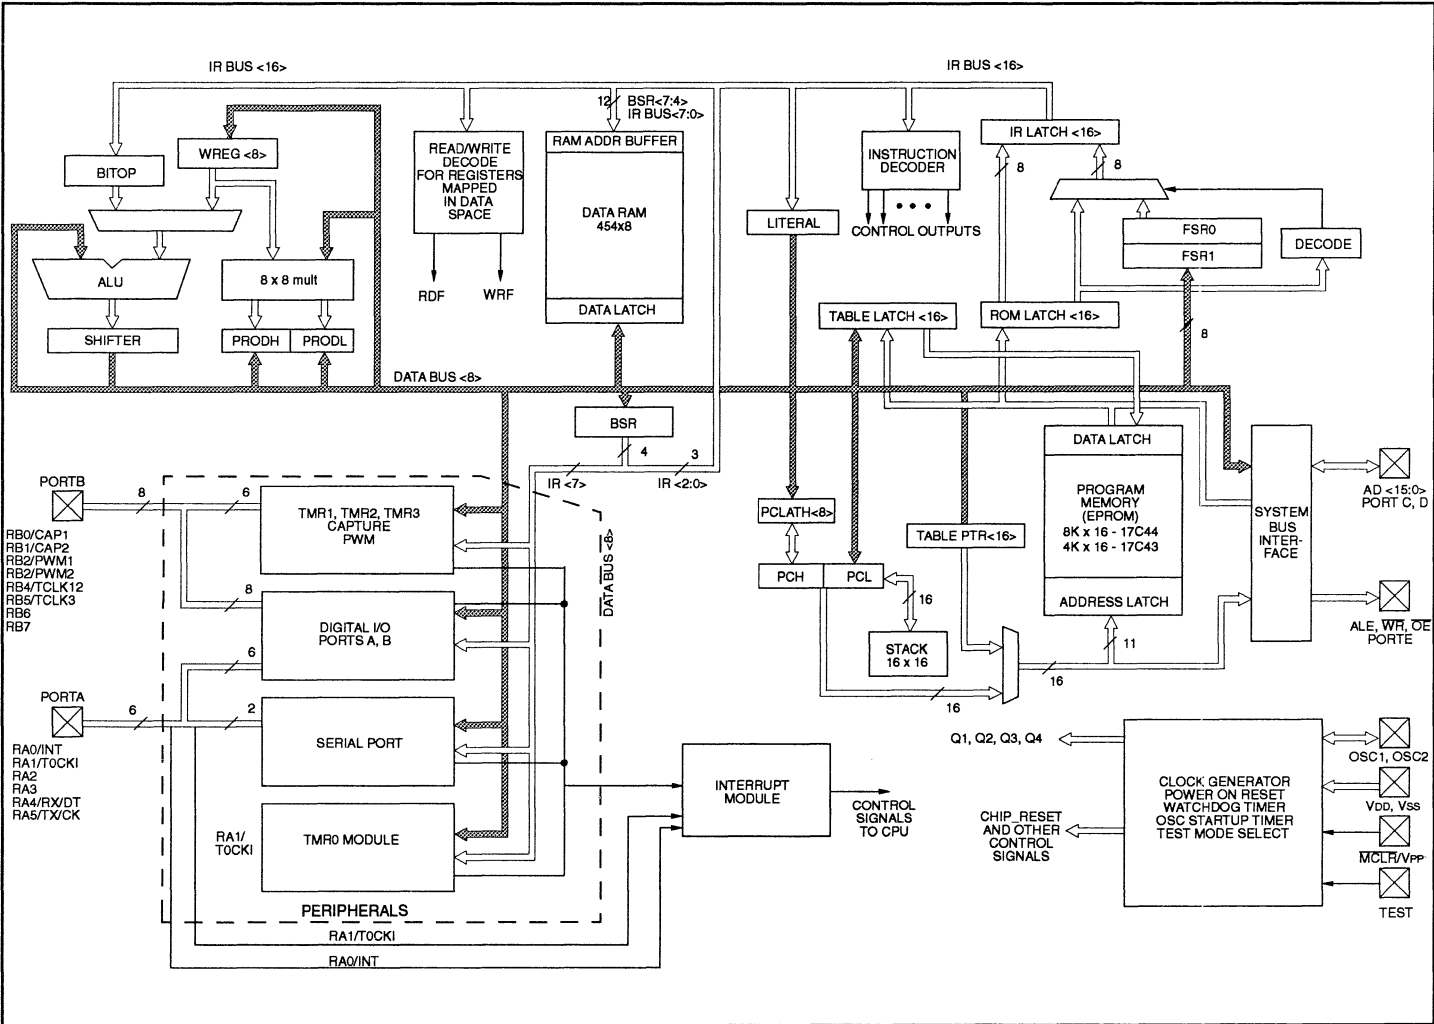 IR BUS <16>
IR BUS <16>
12
BSR<7:4>
IR BUS<7:0>
WREG <8>
BITOP
READ/WRITE
DECODE
FOR REGISTERS
MAPPED
IN DATA
SPACE
RAM ADDR BUFFER
DATA RAM
454x8
DATA LATCH
LITERAL
INSTRUCTION
DECODER
CONTROL OUTPUTS
IR LATCH <16>
8
8
FSR0
FSR1
DECODE
ALU
8 x 8 mult
RDF
WRF
SHIFTER
PRODH
PRODL
TABLE LATCH <16>
ROM LATCH <16>
8
DATA BUS <8>
BSR
4
3
IR <7>
IR <2:0>
DATA LATCH
PROGRAM
MEMORY
(EPROM)
8K x 16 - 17C44
4K x 16 - 17C43
ADDRESS LATCH
SYSTEM
BUS
INTER-
FACE
AD <15:0>
PORT C, D
ALE, WR, OE
PORTE
PCLATH<8>
TABLE PTR<16>
PCH
PCL
16
STACK
16 x 16
11
16
16
PORTB
8
6
RB0/CAP1
RB1/CAP2
RB2/PWM1
RB2/PWM2
RB4/TCLK12
RB5/TCLK3
RB6
RB7
TMR1, TMR2, TMR3
CAPTURE
PWM
DATA BUS <8>
8
DIGITAL I/O
PORTS A, B
6
PORTA
6
2
RA0/INT
RA1/T0CKI
RA2
RA3
RA4/RX/DT
RA5/TX/CK
SERIAL PORT
RA1/
T0CKI
TMR0 MODULE
PERIPHERALS
RA1/T0CKI
RA0/INT
INTERRUPT
MODULE
CONTROL
SIGNALS
TO CPU
Q1, Q2, Q3, Q4
CHIP_RESET
AND OTHER
CONTROL
SIGNALS
CLOCK GENERATOR
POWER ON RESET
WATCHDOG TIMER
OSC STARTUP TIMER
TEST MODE SELECT
OSC1, OSC2
VDD, VSS
MCLR/VPP
TEST